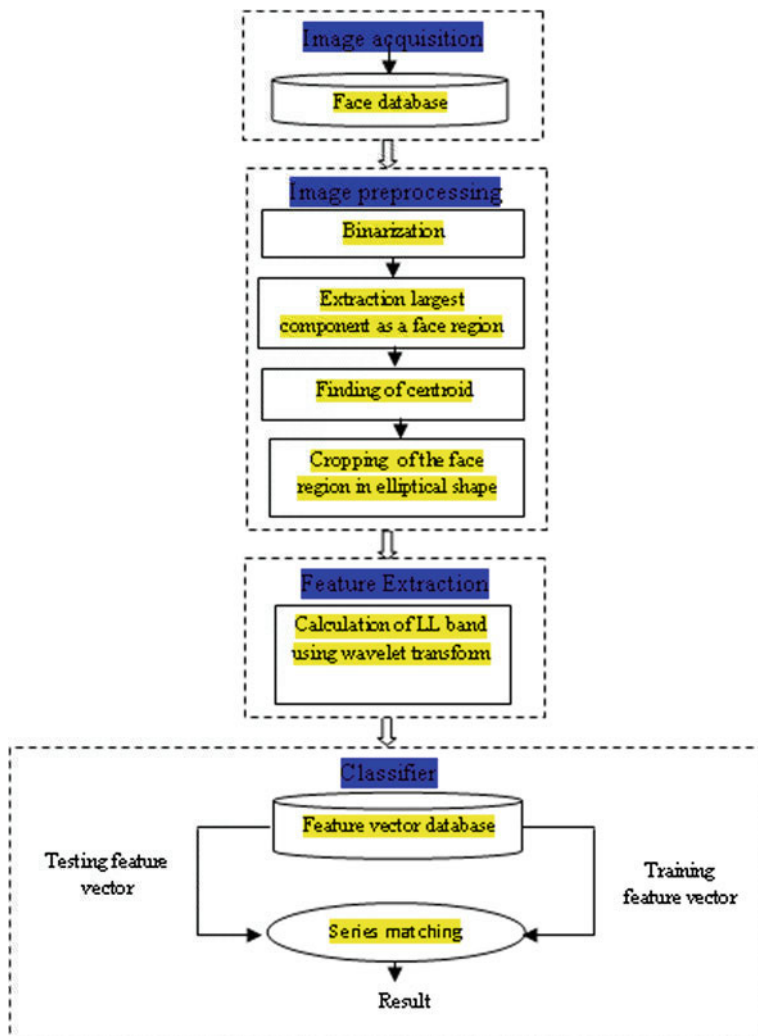 Image acquisition
Face database
Image preprocessing
Binarization
Extraction largest
component as a face region
Finding of centroid
Cropping of the face
region in elliptical shape
Feature Extraction
Calculation of LL band
using wavelet transform
Classifier
Feature vector database
Testing feature
vector
Training
feature vector
Series matching
Result